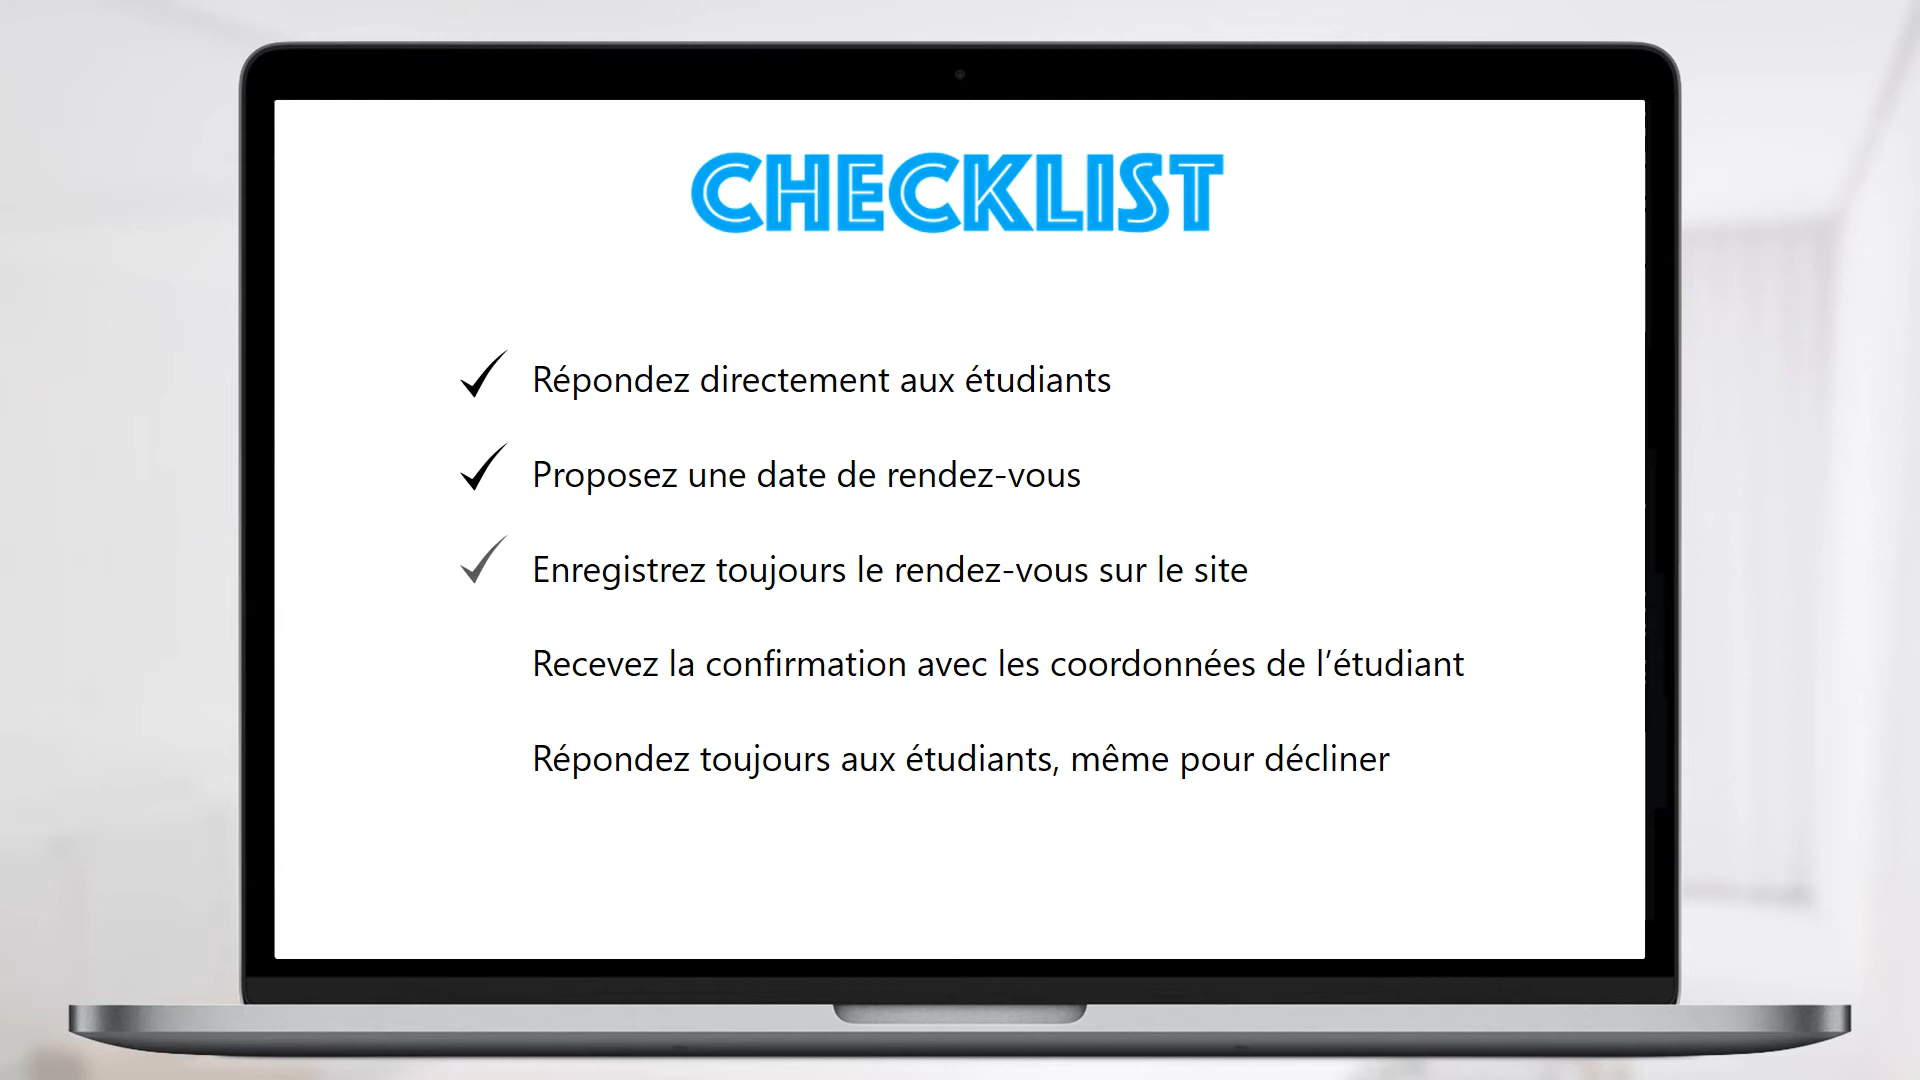 CHECKLIST
✓ Répondez directement aux étudiants
✓ Proposez une date de rendez-vous
✓ Enregistrez toujours le rendez-vous sur le site
Recevez la confirmation avec les coordonnées de l’étudiant
Répondez toujours aux étudiants, même pour décliner